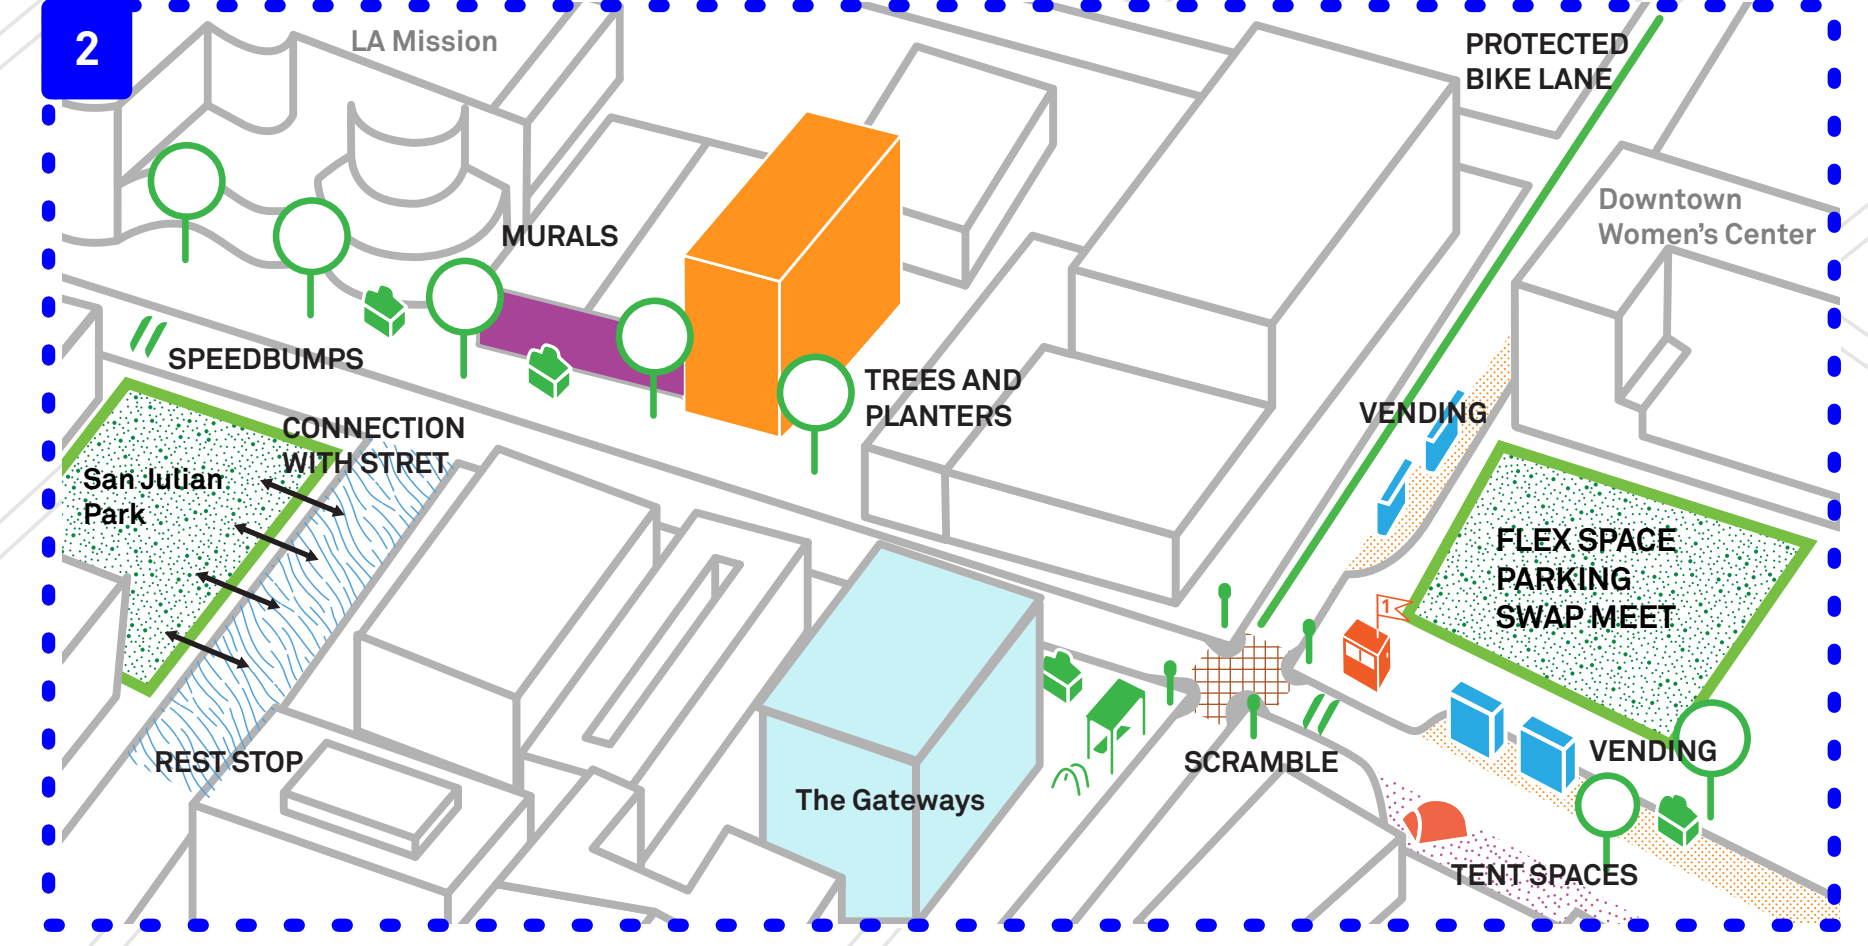 2
LA Mission
PROTECTED
BIKE LANE
Downtown
Women's Center
MURALS
SPEEDBUMPS
TREES AND
PLANTERS
CONNECTION
WITH STRET
VENDING
San Julian
Park
FLEX SPACE
PARKING
SWAP MEET
1
REST STOP
SCRAMBLE
VENDING
The Gateways
TENT SPACES